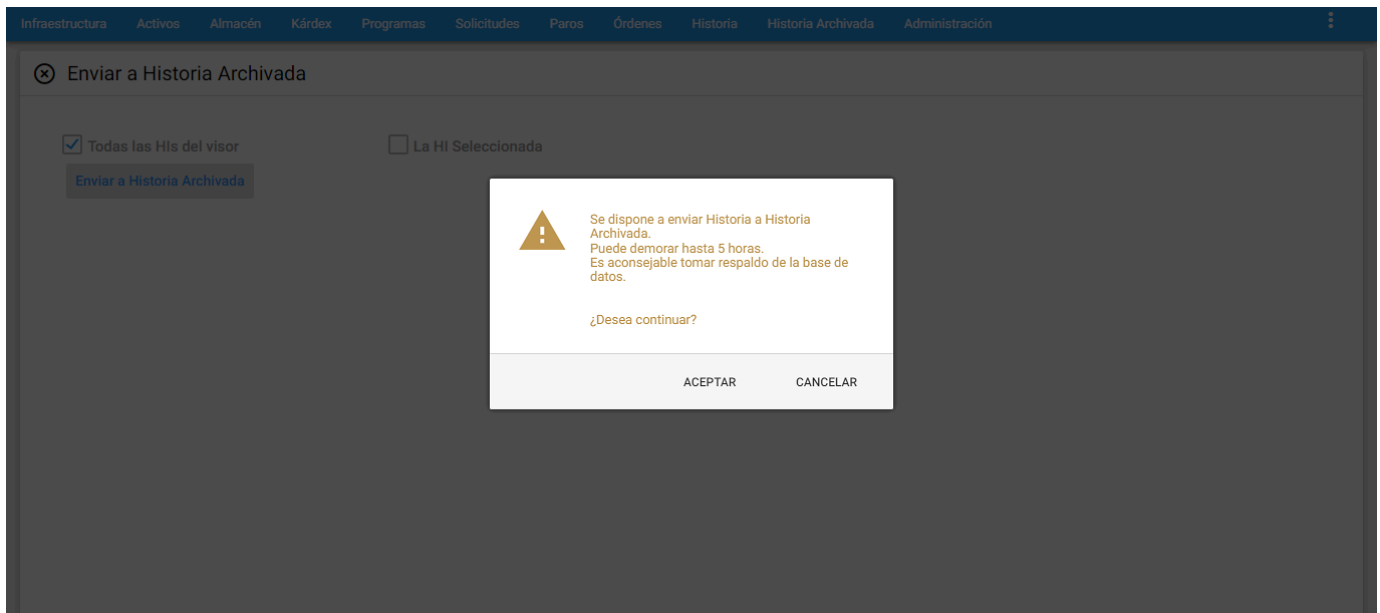 Infraestructura Activos Almacén Kárdex Programas Solicitudes Paros Órdenes Historia Historia Archivada Administración
Enviar a Historia Archivada
Todas las HIs del visor La HI Seleccionada
Enviar a Historia Archivada
Se dispone a enviar Historia a Historia
Archivada.
Puede demorar hasta 5 horas.
Es aconsejable tomar respaldo de la base de
datos.
¿Desea continuar?
ACEPTAR CANCELAR